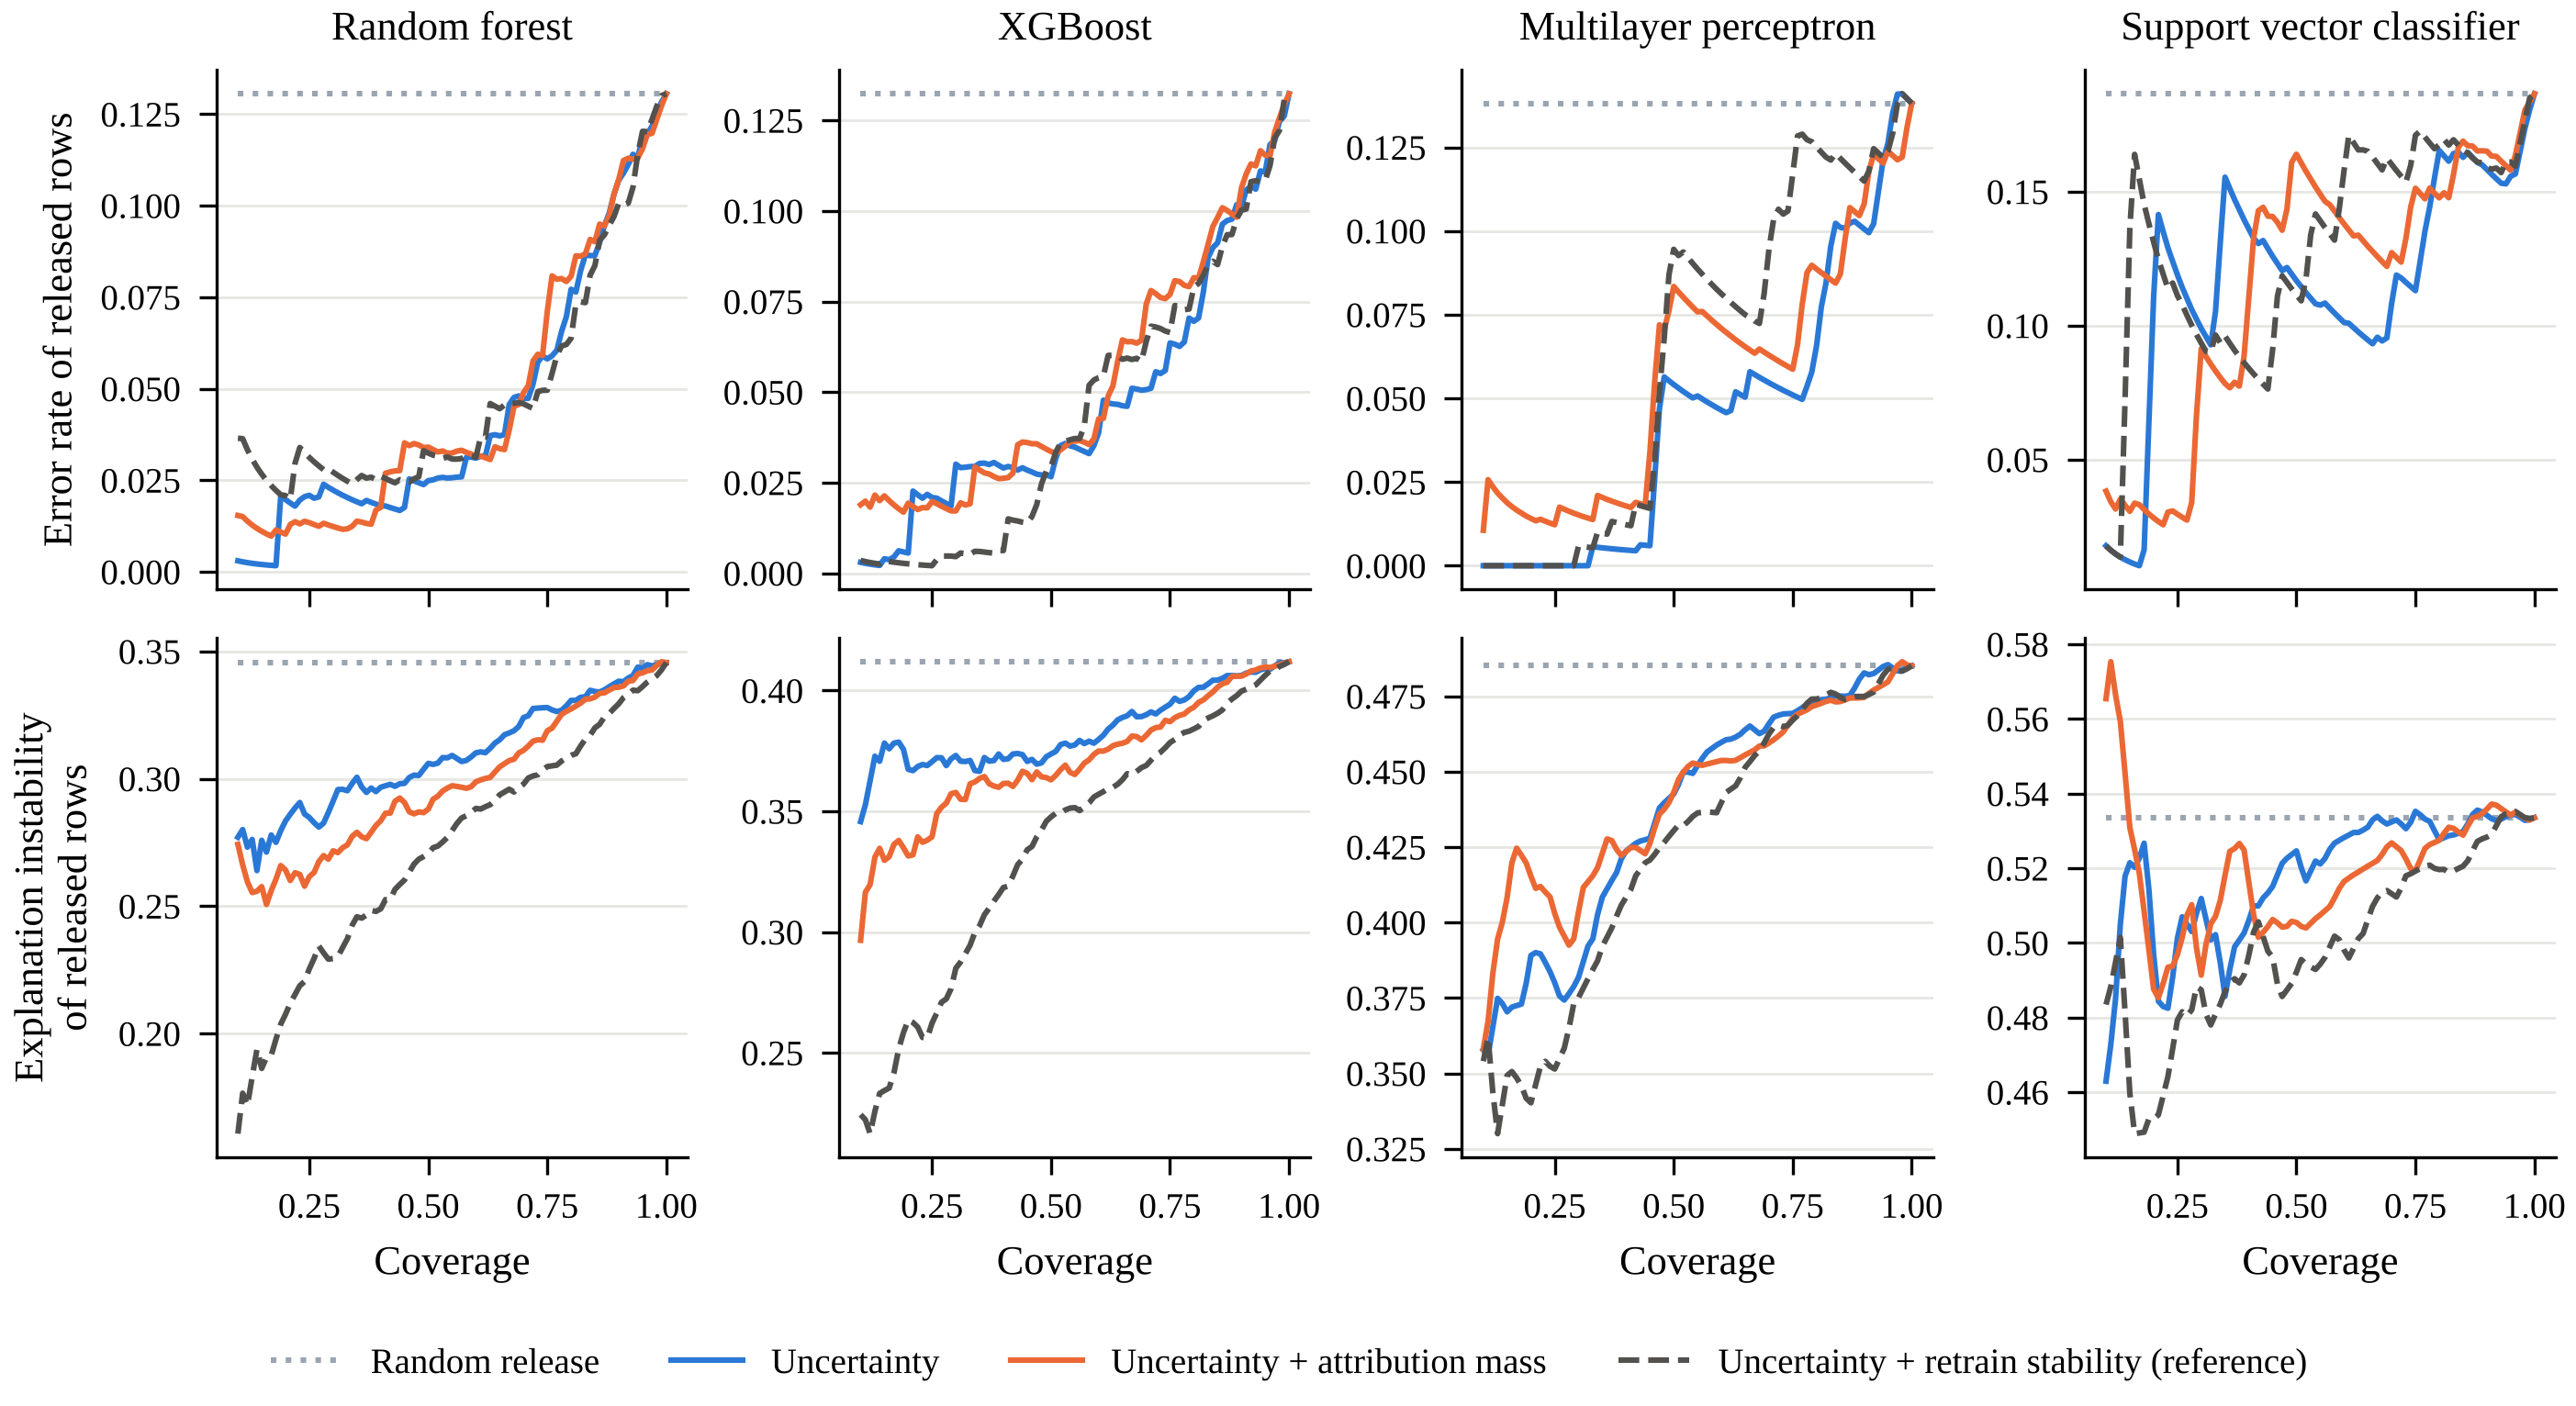 Random forest
XGBoost
Multilayer perceptron
Support vector classifier
Error rate of released rows
0.125
0.100
0.075
0.050
0.025
0.000
0.125
0.100
0.075
0.050
0.025
0.000
0.125
0.100
0.075
0.050
0.025
0.000
0.15
0.10
0.05
Explanation instability
of released rows
0.35
0.30
0.25
0.20
0.40
0.35
0.30
0.25
0.475
0.450
0.425
0.400
0.375
0.350
0.325
0.58
0.56
0.54
0.52
0.50
0.48
0.46
0.25 0.50 0.75 1.00
0.25 0.50 0.75 1.00
0.25 0.50 0.75 1.00
0.25 0.50 0.75 1.00
Coverage
Coverage
Coverage
Coverage
Random release
Uncertainty
Uncertainty + attribution mass
Uncertainty + retrain stability (reference)